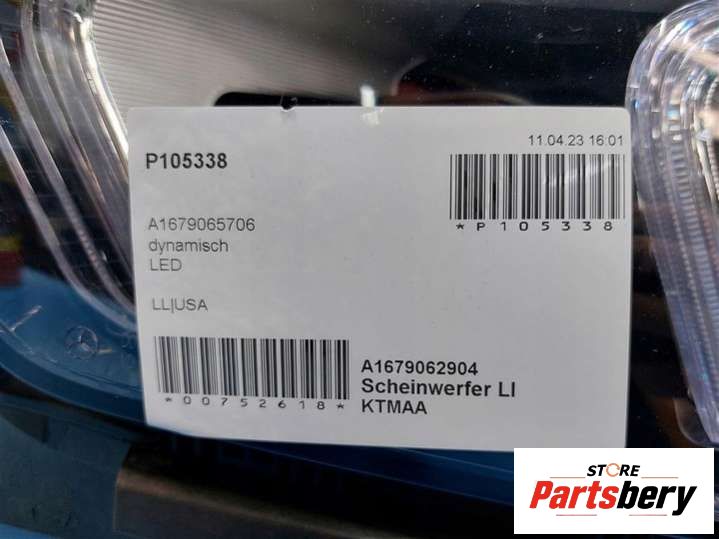 11.04.23 16:01
P105338
*P105338*
A1679065706
dynamisch
LED
LL|USA
*00752618*
A1679062904
Scheinwerfer LI
KTMAA
STORE
Partsbery